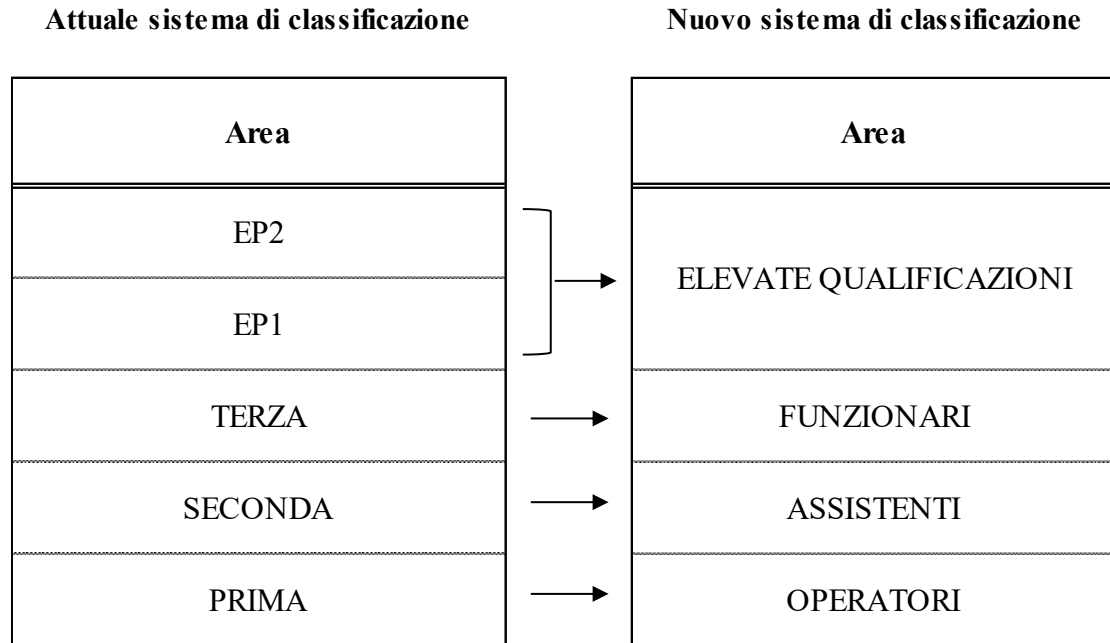 Attuale sistema di classificazione
Nuovo sistema di classificazione
Area
Area
EP2
ELEVATE QUALIFICAZIONI
EP1
TERZA
FUNZIONARI
SECONDA
ASSISTENTI
PRIMA
OPERATORI